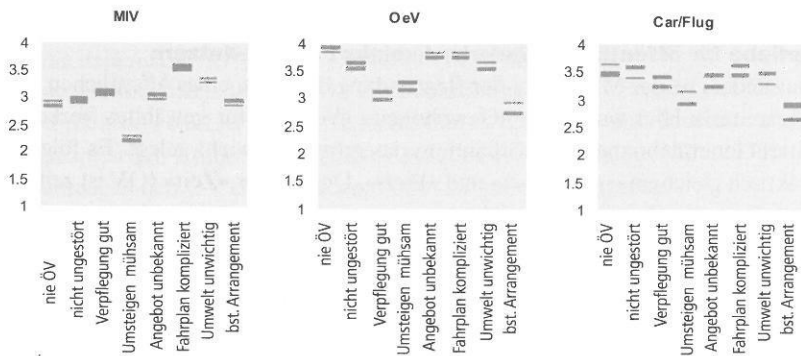 MIV
4
3.5
3
2.5
2
1.5
1
nie ÖV
nicht ungestört
Verpflegung gut
Umsteigen mühsam
Angebot unbekannt
Fahrplan kompliziert
Umwelt unwichtig
bst. Arrangement
OeV
4
3.5
3
2.5
2
1.5
1
nie ÖV
nicht ungestört
Verpflegung gut
Umsteigen mühsam
Angebot unbekannt
Fahrplan kompliziert
Umwelt unwichtig
bst. Arrangement
Car/Flug
4
3.5
3
2.5
2
1.5
1
nie ÖV
nicht ungestört
Verpflegung gut
Umsteigen mühsam
Angebot unbekannt
Fahrplan kompliziert
Umwelt unwichtig
bst. Arrangement